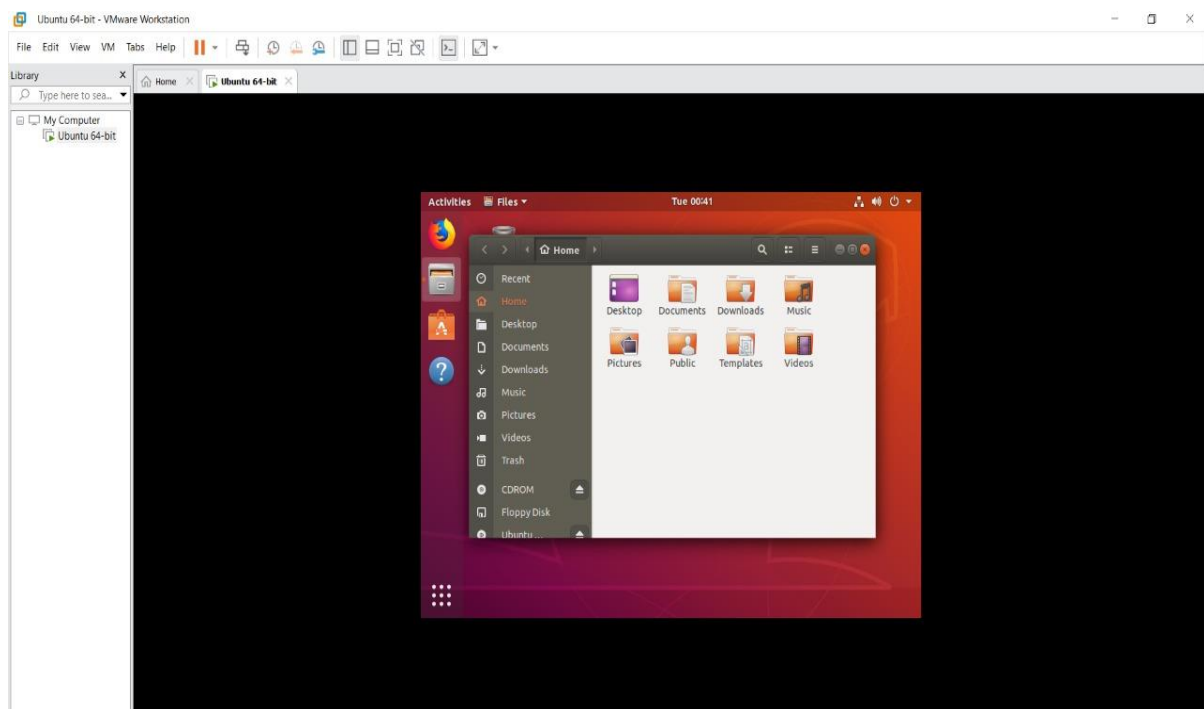 Ubuntu 64-bit - VMware Workstation
File Edit View VM Tabs Help
Library X
Home
Ubuntu 64-bit
Type here to sea...
My Computer
Ubuntu 64-bit
Activities Files Tue 00:41
Home
Recent
Home
Desktop
Documents
Downloads
Music
Pictures
Videos
Trash
CDROM
Floppy Disk
Ubuntu ...
Desktop Documents Downloads Music
Pictures Public Templates Videos